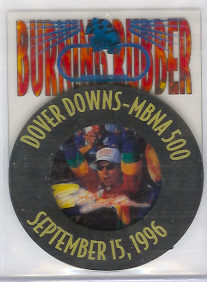 BURNING RUBBER
DOVER DOWNS-MBNA 500
SEPTEMBER 15, 1996